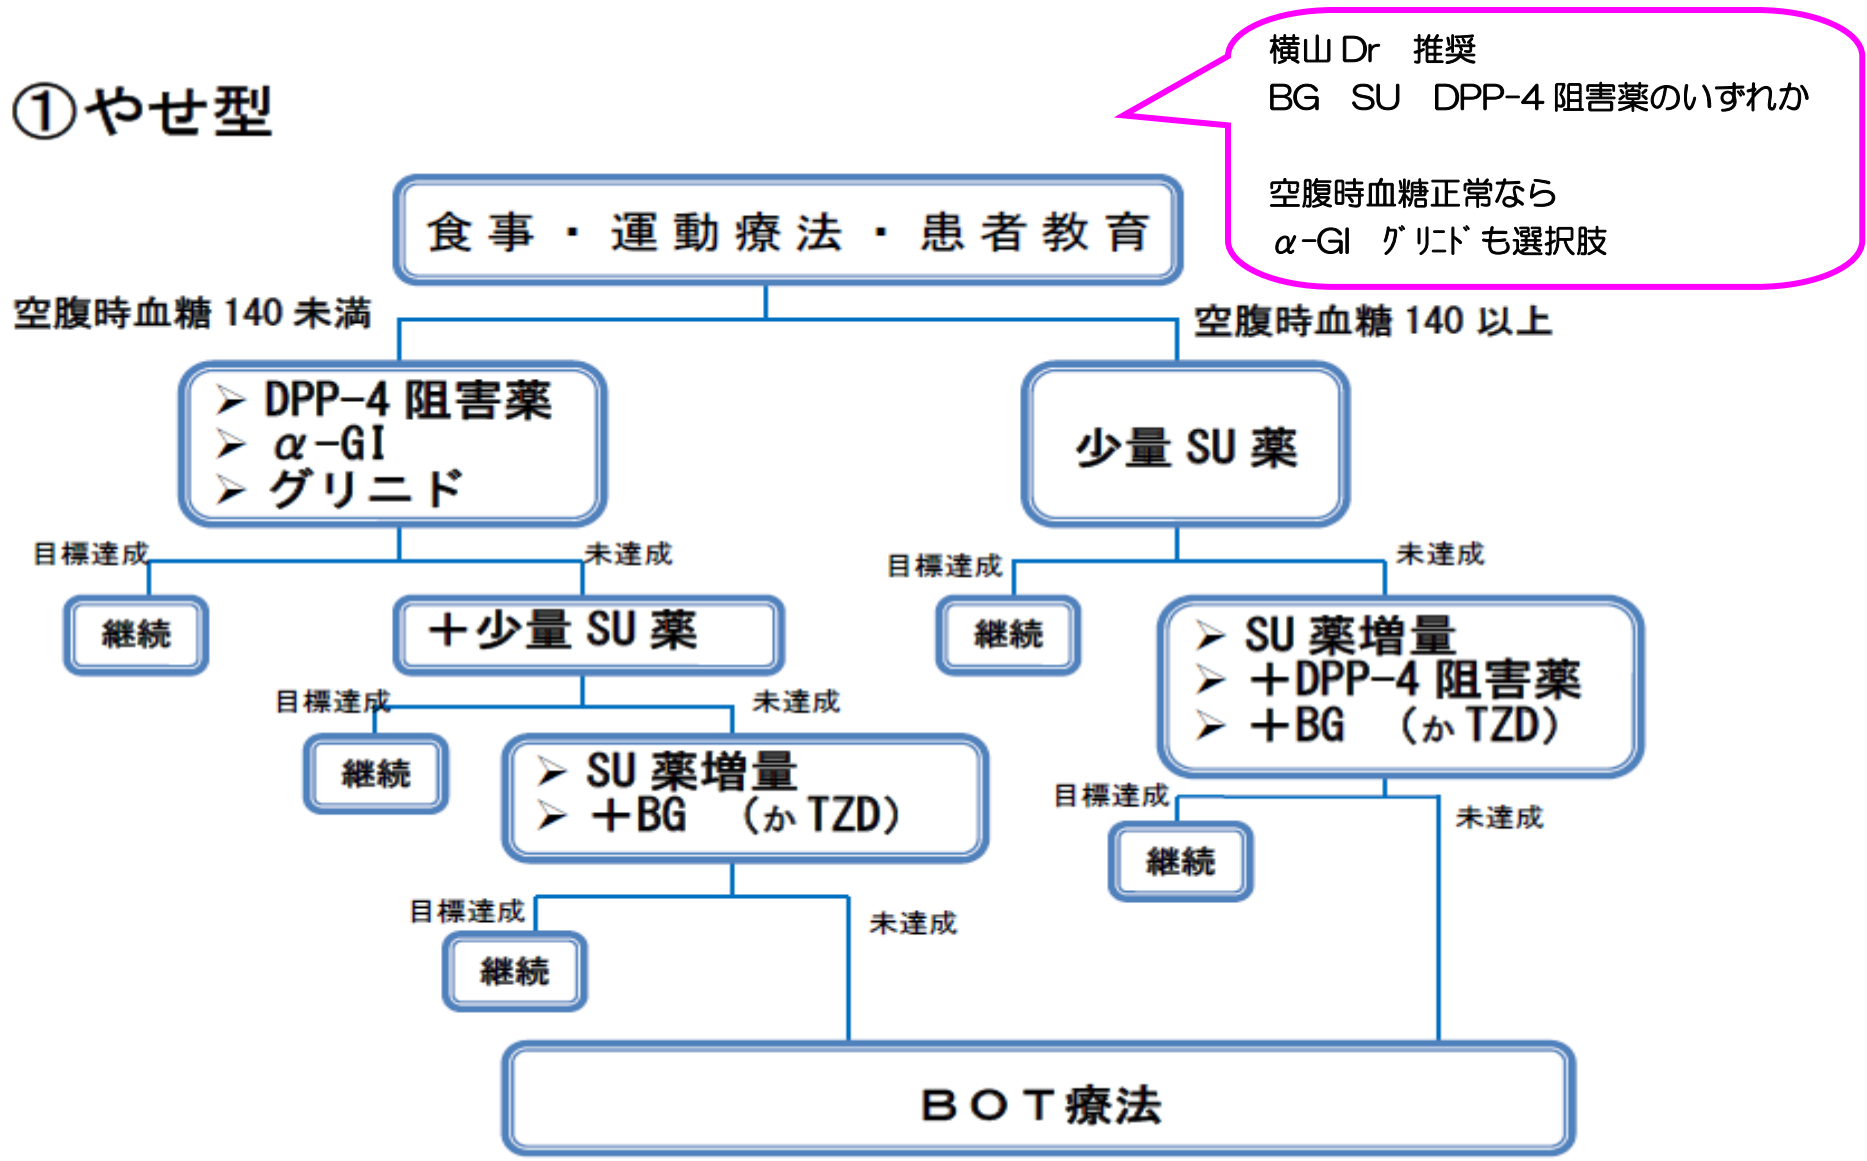 横山Dr　推奨
BG　SU　DPP-4阻害薬のいずれか
空腹時血糖正常なら
α-GI　ｸﾞﾘﾆﾄﾞも選択肢
①やせ型
食事・運動療法・患者教育
空腹時血糖140未満
空腹時血糖140以上
➢ DPP-4阻害薬
➢ α-GI
➢ グリニド
少量SU薬
目標達成
未達成
目標達成
未達成
継続
＋少量SU薬
継続
➢ SU薬増量
➢ ＋DPP-4阻害薬
➢ ＋BG　（かTZD）
目標達成
未達成
継続
➢ SU薬増量
➢ ＋BG　（かTZD）
目標達成
未達成
継続
目標達成
未達成
継続
ＢＯＴ療法